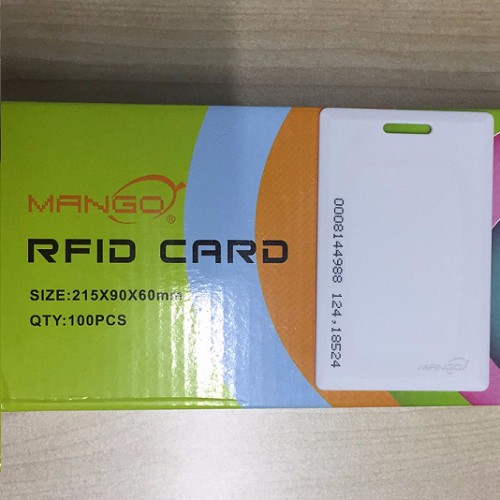 MANGO®
RFID CARD
SIZE:215X90X60mm
QTY:100PCS
0008144988 124,18524
MANGO